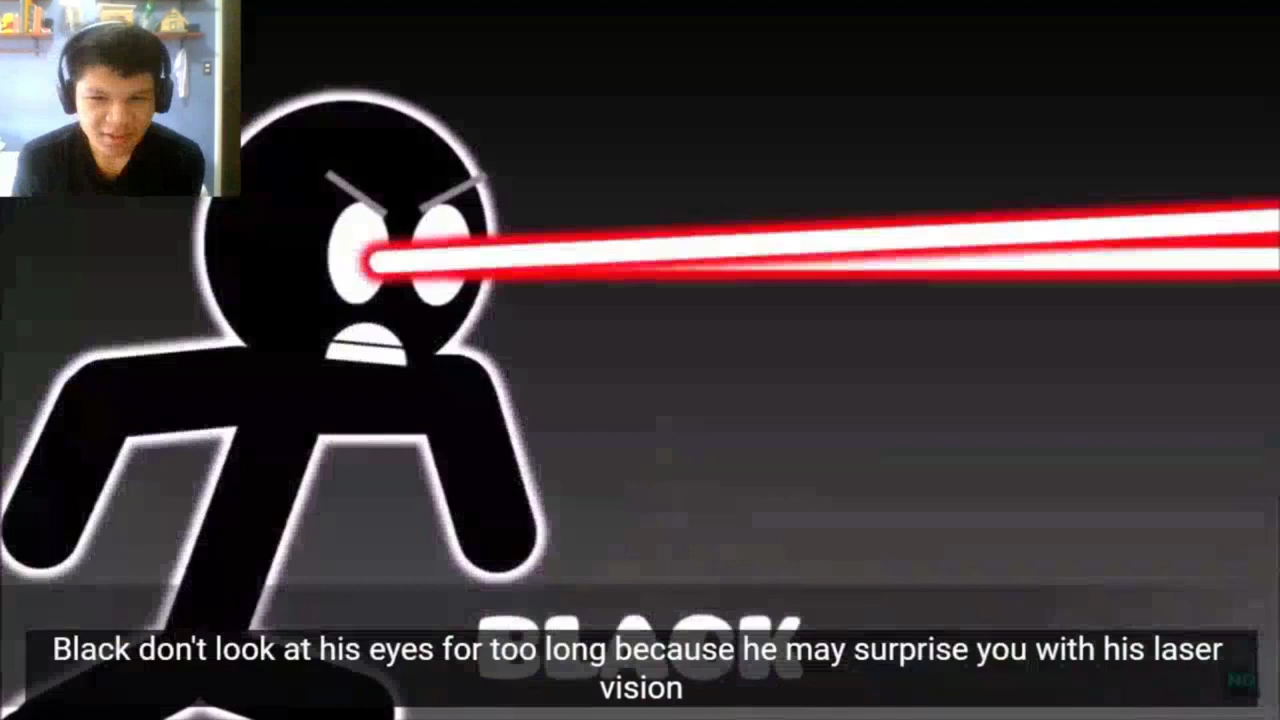 BLACK
Black don't look at his eyes for too long because he may surprise you with his laser
vision
NG